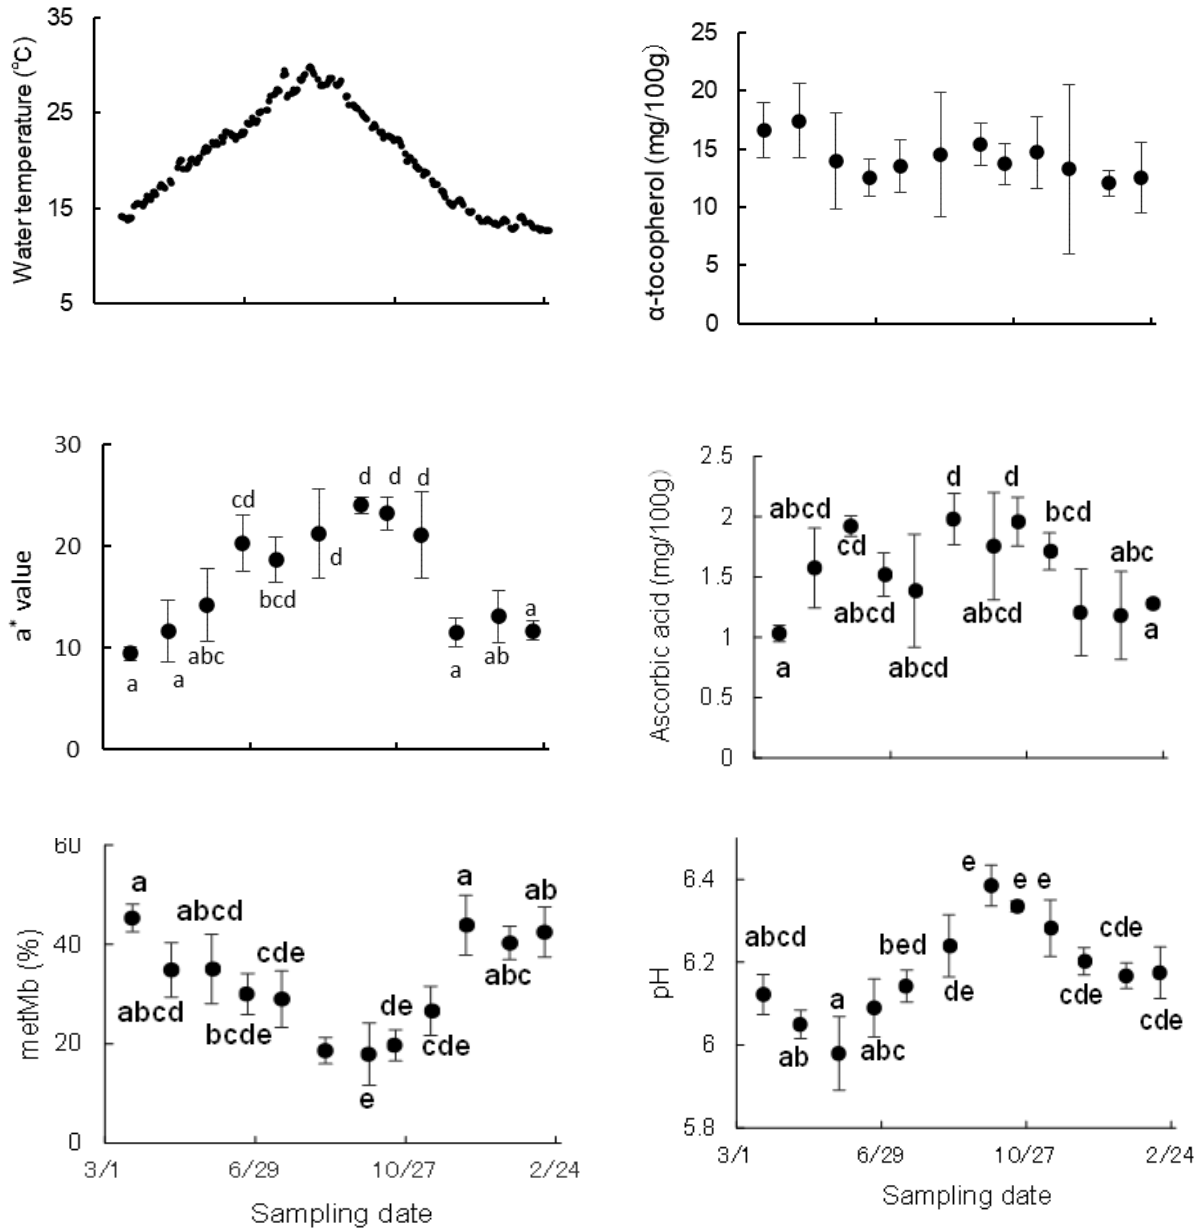 35
25
15
5
Water temperature (°C)
25
20
15
10
5
0
α-tocopherol (mg/100g)
30
20
10
0
a* value
a
a
abc
cd
bcd
d
d
d
d
a
ab
a
2.5
2
1.5
1
0.5
0
Ascorbic acid (mg/100g)
a
abcd
cd
abcd
abcd
d
abcd
d
bcd
abc
a
60
40
20
0
metMb (%)
a
abcd
abcd
bcde
cde
e
de
cde
a
abc
ab
3/1
6/29
10/27
2/24
Sampling date
6.4
6.2
6
5.8
pH
abcd
ab
a
abc
bed
de
e
e
e
cde
cde
cde
3/1
6/29
10/27
2/24
Sampling date